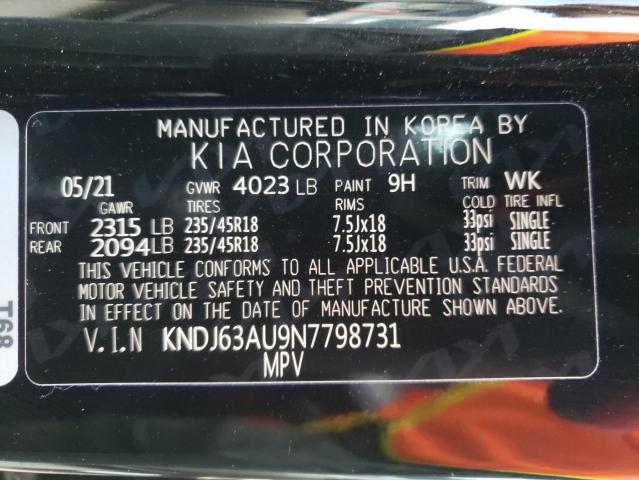 MANUFACTURED IN KOREA BY
KIA CORPORATION
05/21 GVWR 4023 LB PAINT 9H TRIM WK
GAWR TIRES RIMS COLD TIRE INFL
FRONT 2315 LB 235/45R18 7.5Jx18 33psi SINGLE
REAR 2094 LB 235/45R18 7.5Jx18 33psi SINGLE
THIS VEHICLE CONFORMS TO ALL APPLICABLE U.S.A. FEDERAL
MOTOR VEHICLE SAFETY AND THEFT PREVENTION STANDARDS
IN EFFECT ON THE DATE OF MANUFACTURE SHOWN ABOVE.
V.I.N KNDJ63AU9N7798731
MPV
T68